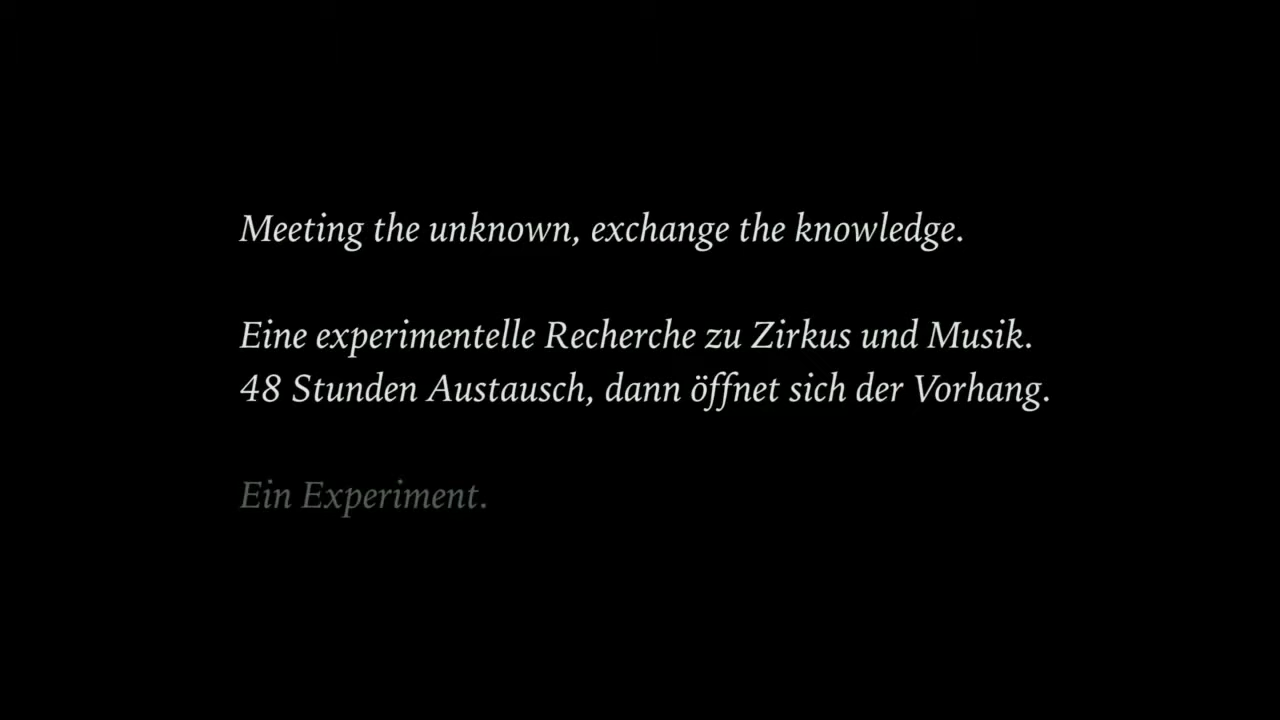 Meeting the unknown, exchange the knowledge.
Eine experimentelle Recherche zu Zirkus und Musik.
48 Stunden Austausch, dann öffnet sich der Vorhang.
Ein Experiment.